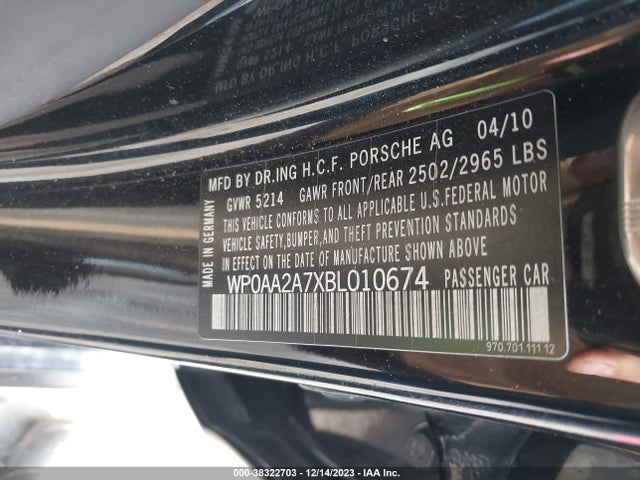 MFD BY DR.ING H.C.F. PORSCHE AG 04/10
GVWR 5214 GAWR FRONT/REAR 2502/2965 LBS
THIS VEHICLE CONFORMS TO ALL APPLICABLE U.S.FEDERAL MOTOR
VEHICLE SAFETY,BUMPER,AND THEFT PREVENTION STANDARDS
IN EFFECT ON THE DATE OF MANUFACTURE SHOWN ABOVE.
WP0AA2A7XBL010674 PASSENGER CAR
MADE IN GERMANY
970.701.111.12
000-38322703 - 12/14/2023 - IAA Inc.